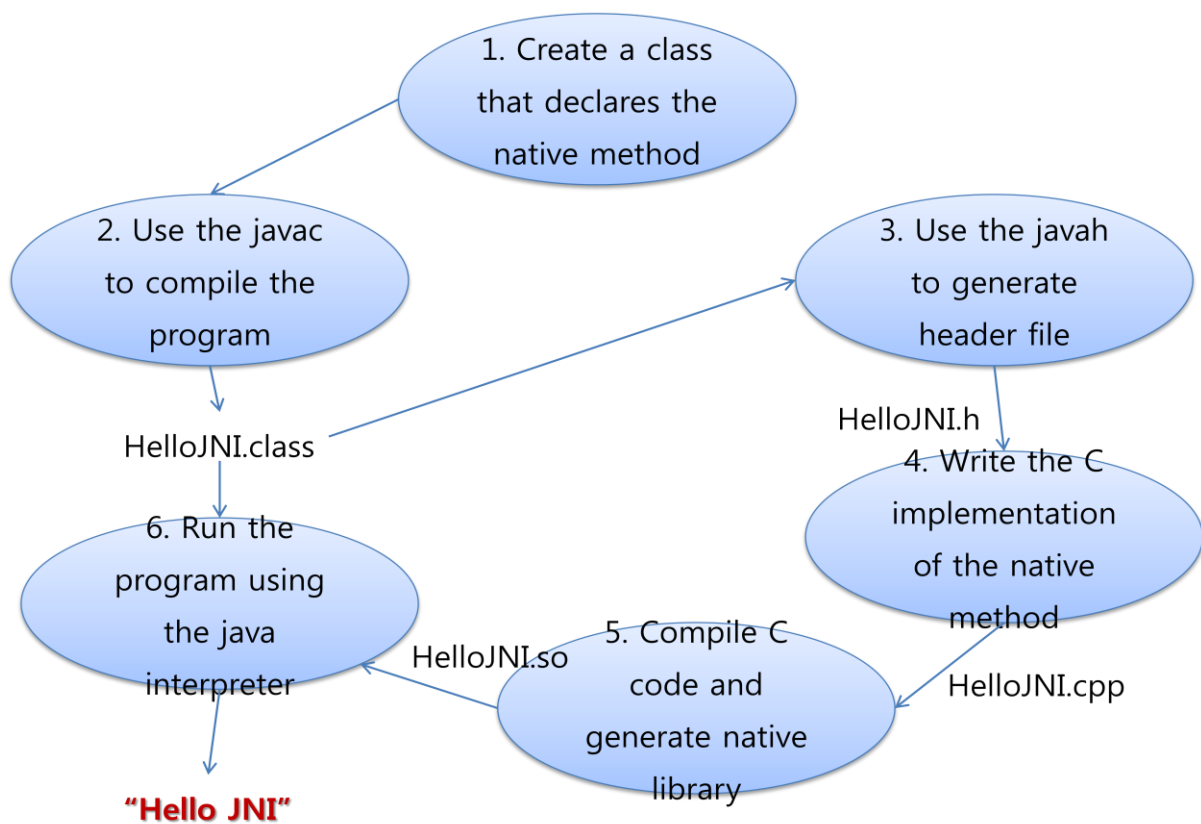 1. Create a class
that declares the
native method
2. Use the javac
to compile the
program
3. Use the javah
to generate
header file
HelloJNI.class
HelloJNI.h
4. Write the C
implementation
of the native
method
6. Run the
program using
the java
interpreter
HelloJNI.so
5. Compile C
code and
generate native
library
HelloJNI.cpp
“Hello JNI”